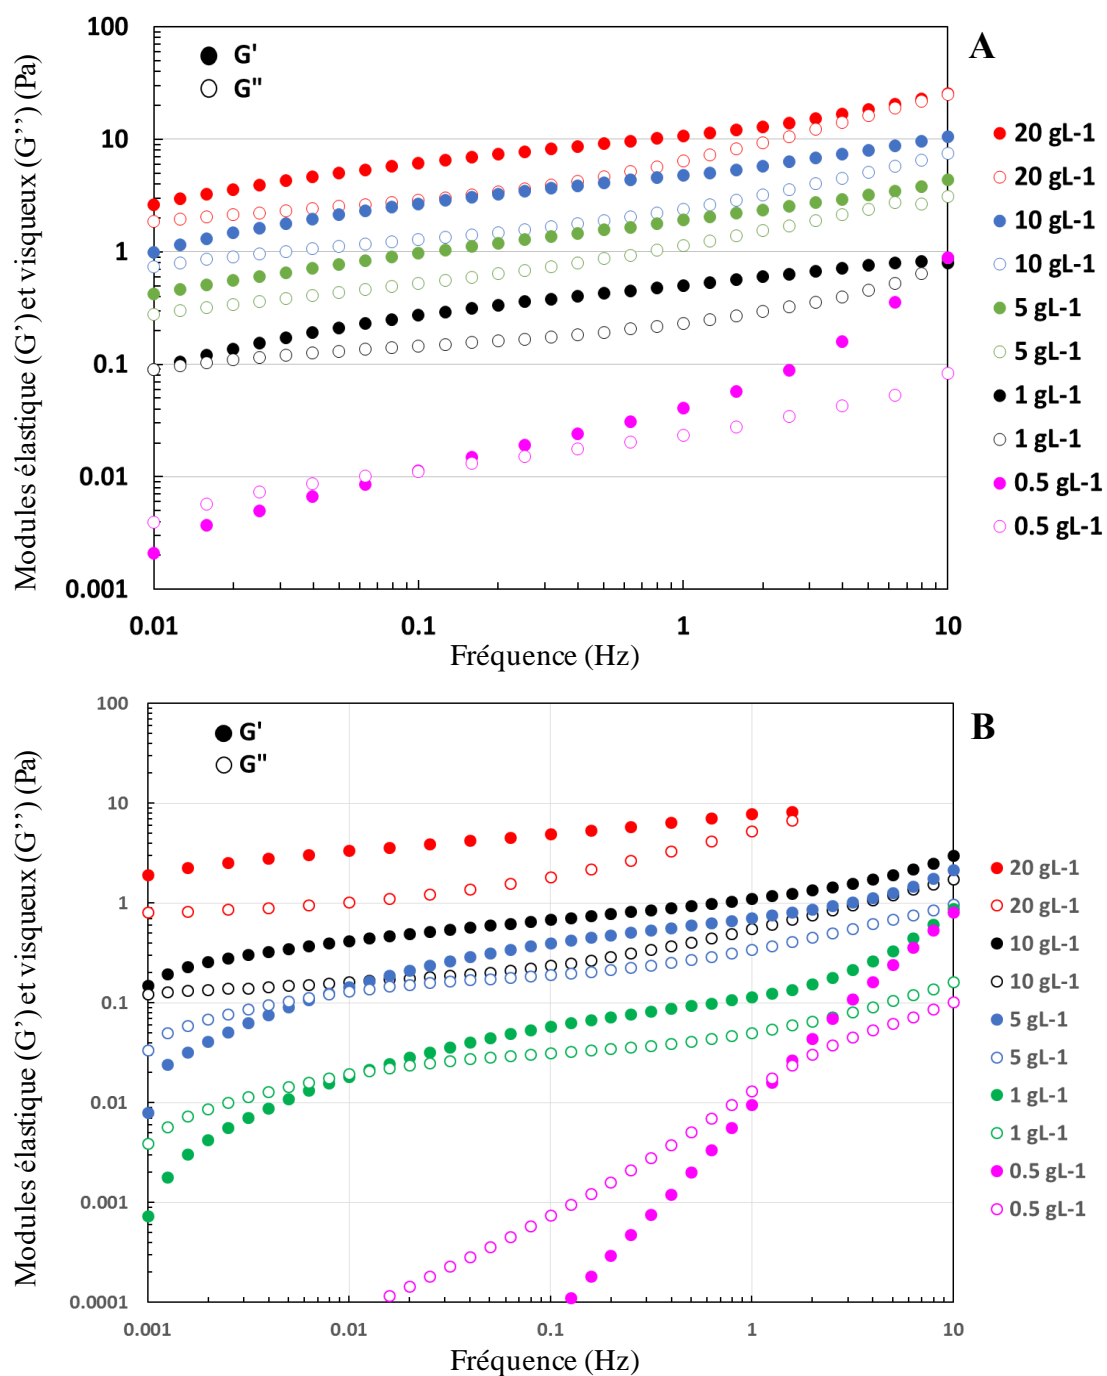 100
10
1
0.1
0.01
0.001
G'
G"
A
Modules élastique (G') et visqueux (G'') (Pa)
0.01
0.1
1
10
Fréquence (Hz)
20 gL-1
20 gL-1
10 gL-1
10 gL-1
5 gL-1
5 gL-1
1 gL-1
1 gL-1
0.5 gL-1
0.5 gL-1
100
10
1
0.1
0.01
0.001
0.0001
G'
G"
B
Modules élastique (G') et visqueux (G'') (Pa)
0.001
0.01
0.1
1
10
Fréquence (Hz)
20 gL-1
20 gL-1
10 gL-1
10 gL-1
5 gL-1
5 gL-1
1 gL-1
1 gL-1
0.5 gL-1
0.5 gL-1